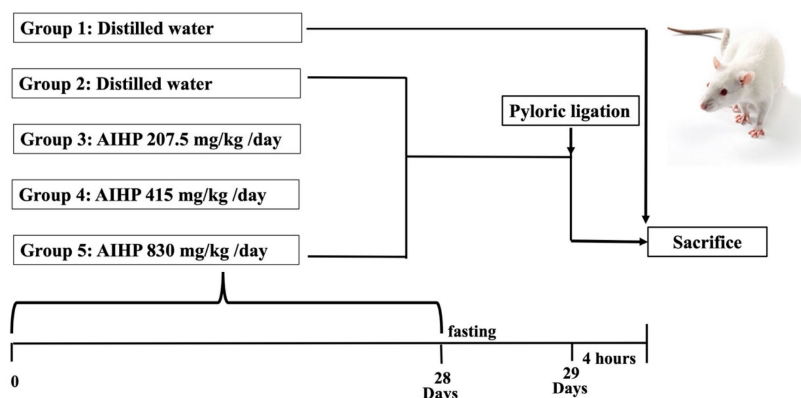 Group 1: Distilled water
Group 2: Distilled water
Pyloric ligation
Group 3: AIHP 207.5 mg/kg /day
Group 4: AIHP 415 mg/kg /day
Group 5: AIHP 830 mg/kg /day
Sacrifice
fasting
4 hours
0
28
Days
29
Days